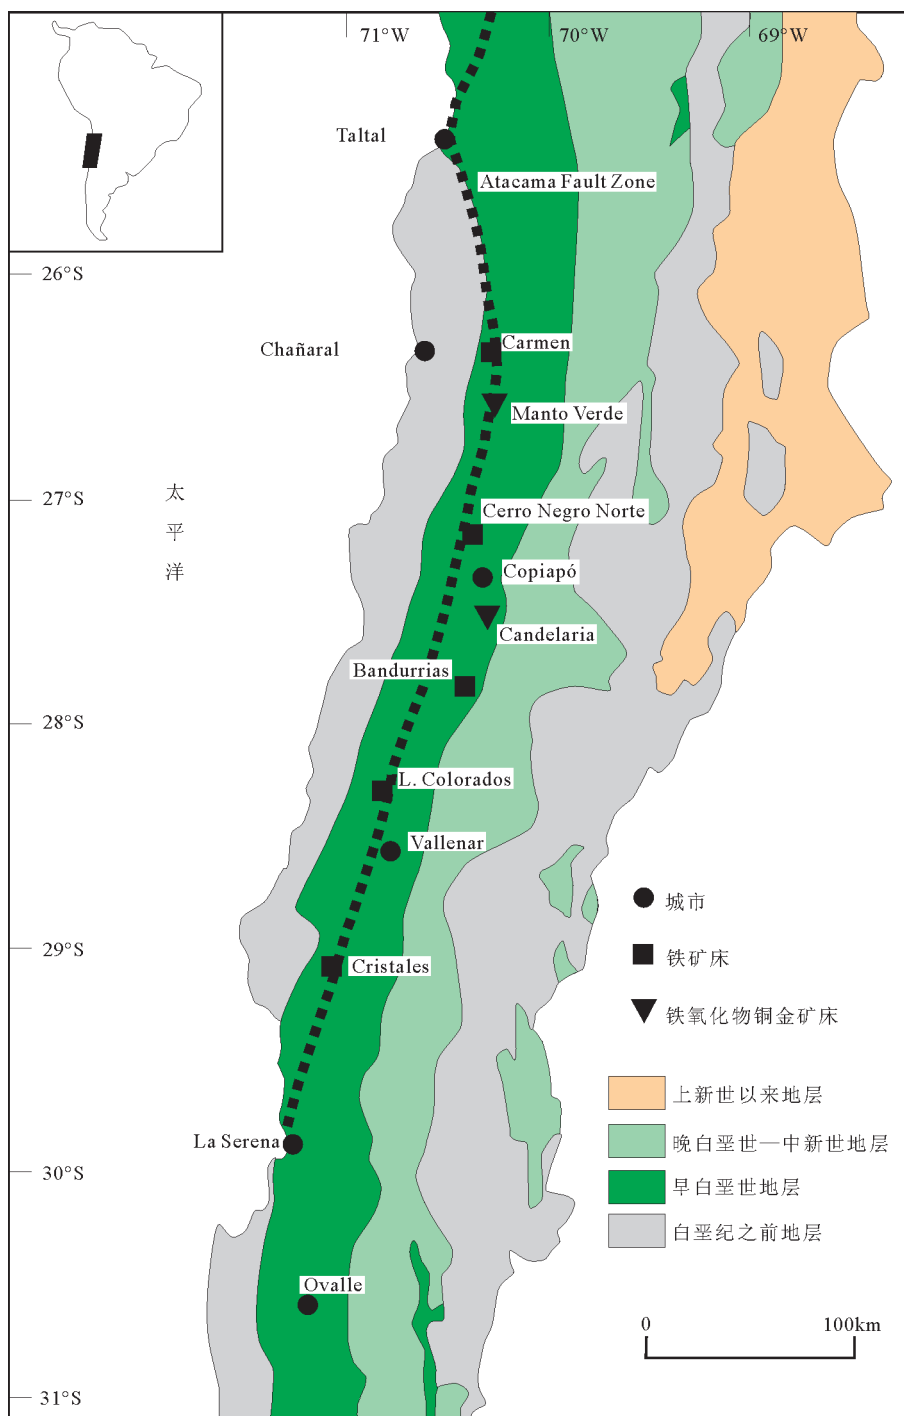 71°W
70°W
69°W
Taltal
Atacama Fault Zone
26°S
Chañaral
Carmen
Manto Verde
27°S
太
平
洋
Cerro Negro Norte
Copiapó
Candelaria
Bandurrias
28°S
L. Colorados
Vallenar
城市
29°S
Cristales
铁矿床
铁氧化物铜金矿床
上新世以来地层
La Serena
晚白垩世—中新世地层
30°S
早白垩世地层
白垩纪之前地层
Ovalle
0
100km
31°S